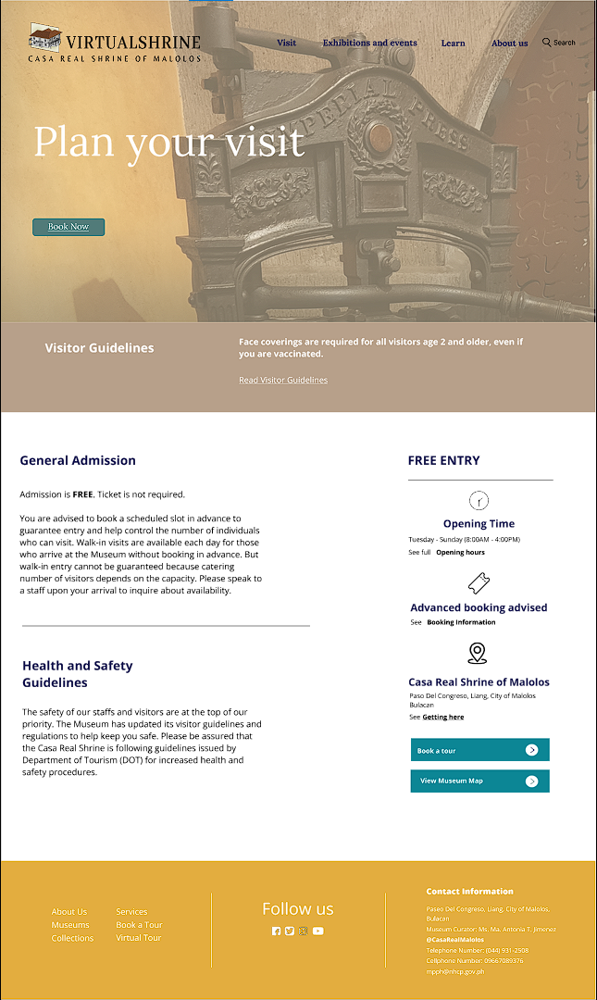 VIRTUALSHRINE
CASA REAL SHRINE OF MALOLOS
Visit
Exhibitions and events
Learn
About us
Search
IMPERIAL PRESS
Plan your visit
Book Now
Visitor Guidelines
Face coverings are required for all visitors age 2 and older, even if
you are vaccinated.
Read Visitor Guidelines
General Admission
Admission is FREE. Ticket is not required.
You are advised to book a scheduled slot in advance to
guarantee entry and help control the number of individuals
who can visit. Walk-in visits are available each day for those
who arrive at the Museum without booking in advance. But
walk-in entry cannot be guaranteed because catering
number of visitors depends on the capacity. Please speak to
a staff upon your arrival to inquire about availability.
Health and Safety
Guidelines
The safety of our staffs and visitors are at the top of our
priority. The Museum has updated its visitor guidelines and
regulations to help keep you safe. Please be assured that
the Casa Real Shrine is following guidelines issued by
Department of Tourism (DOT) for increased health and
safety procedures.
FREE ENTRY
Opening Time
Tuesday - Sunday (8:00AM - 4:00PM)
See full Opening hours
Advanced booking advised
See Booking Information
Casa Real Shrine of Malolos
Paso Del Congreso, Liang, City of Malolos
Bulacan
See Getting here
Book a tour
View Museum Map
About Us
Museums
Collections
Services
Book a Tour
Virtual Tour
Follow us
Contact Information
Paseo Del Congreso, Liang, City of Malolos,
Bulacan
Museum Curator: Ms. Ma. Antonia T. Jimenez
@CasaRealMalolos
Telephone Number: (044) 931-2508
Cellphone Number: 09667089376
mpph@nhcp.gov.ph